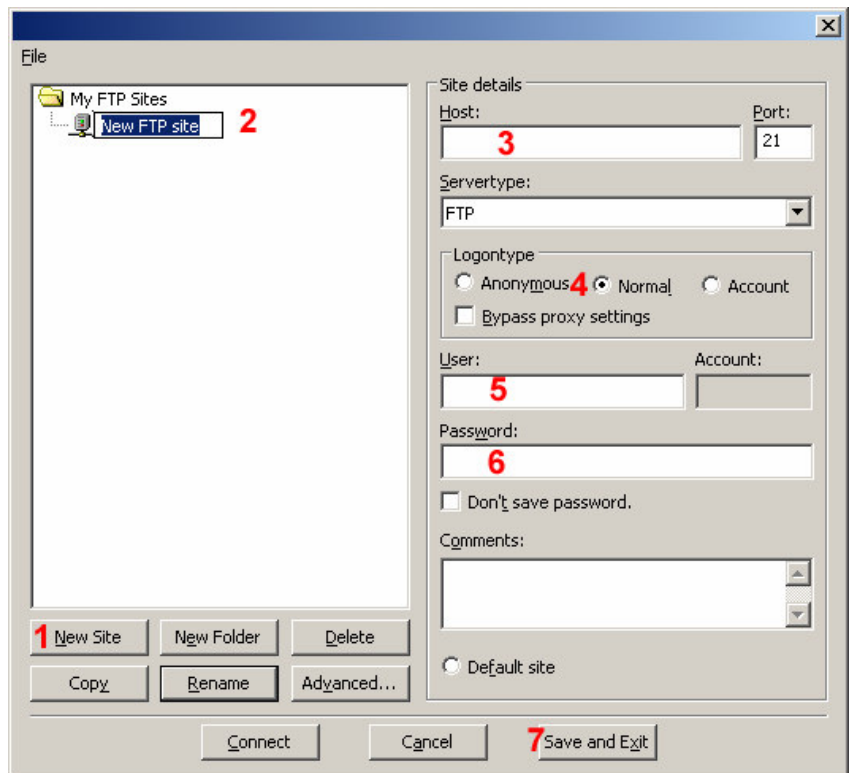 File
My FTP Sites
New FTP site 2
Site details
Host: Port:
3 21
Servertype:
FTP
Logontype
Anonymous 4 Normal Account
Bypass proxy settings
User: Account:
5
Password:
6
Don't save password.
Comments:
Default site
1 New Site New Folder Delete
Copy Rename Advanced...
Connect Cancel 7 Save and Exit